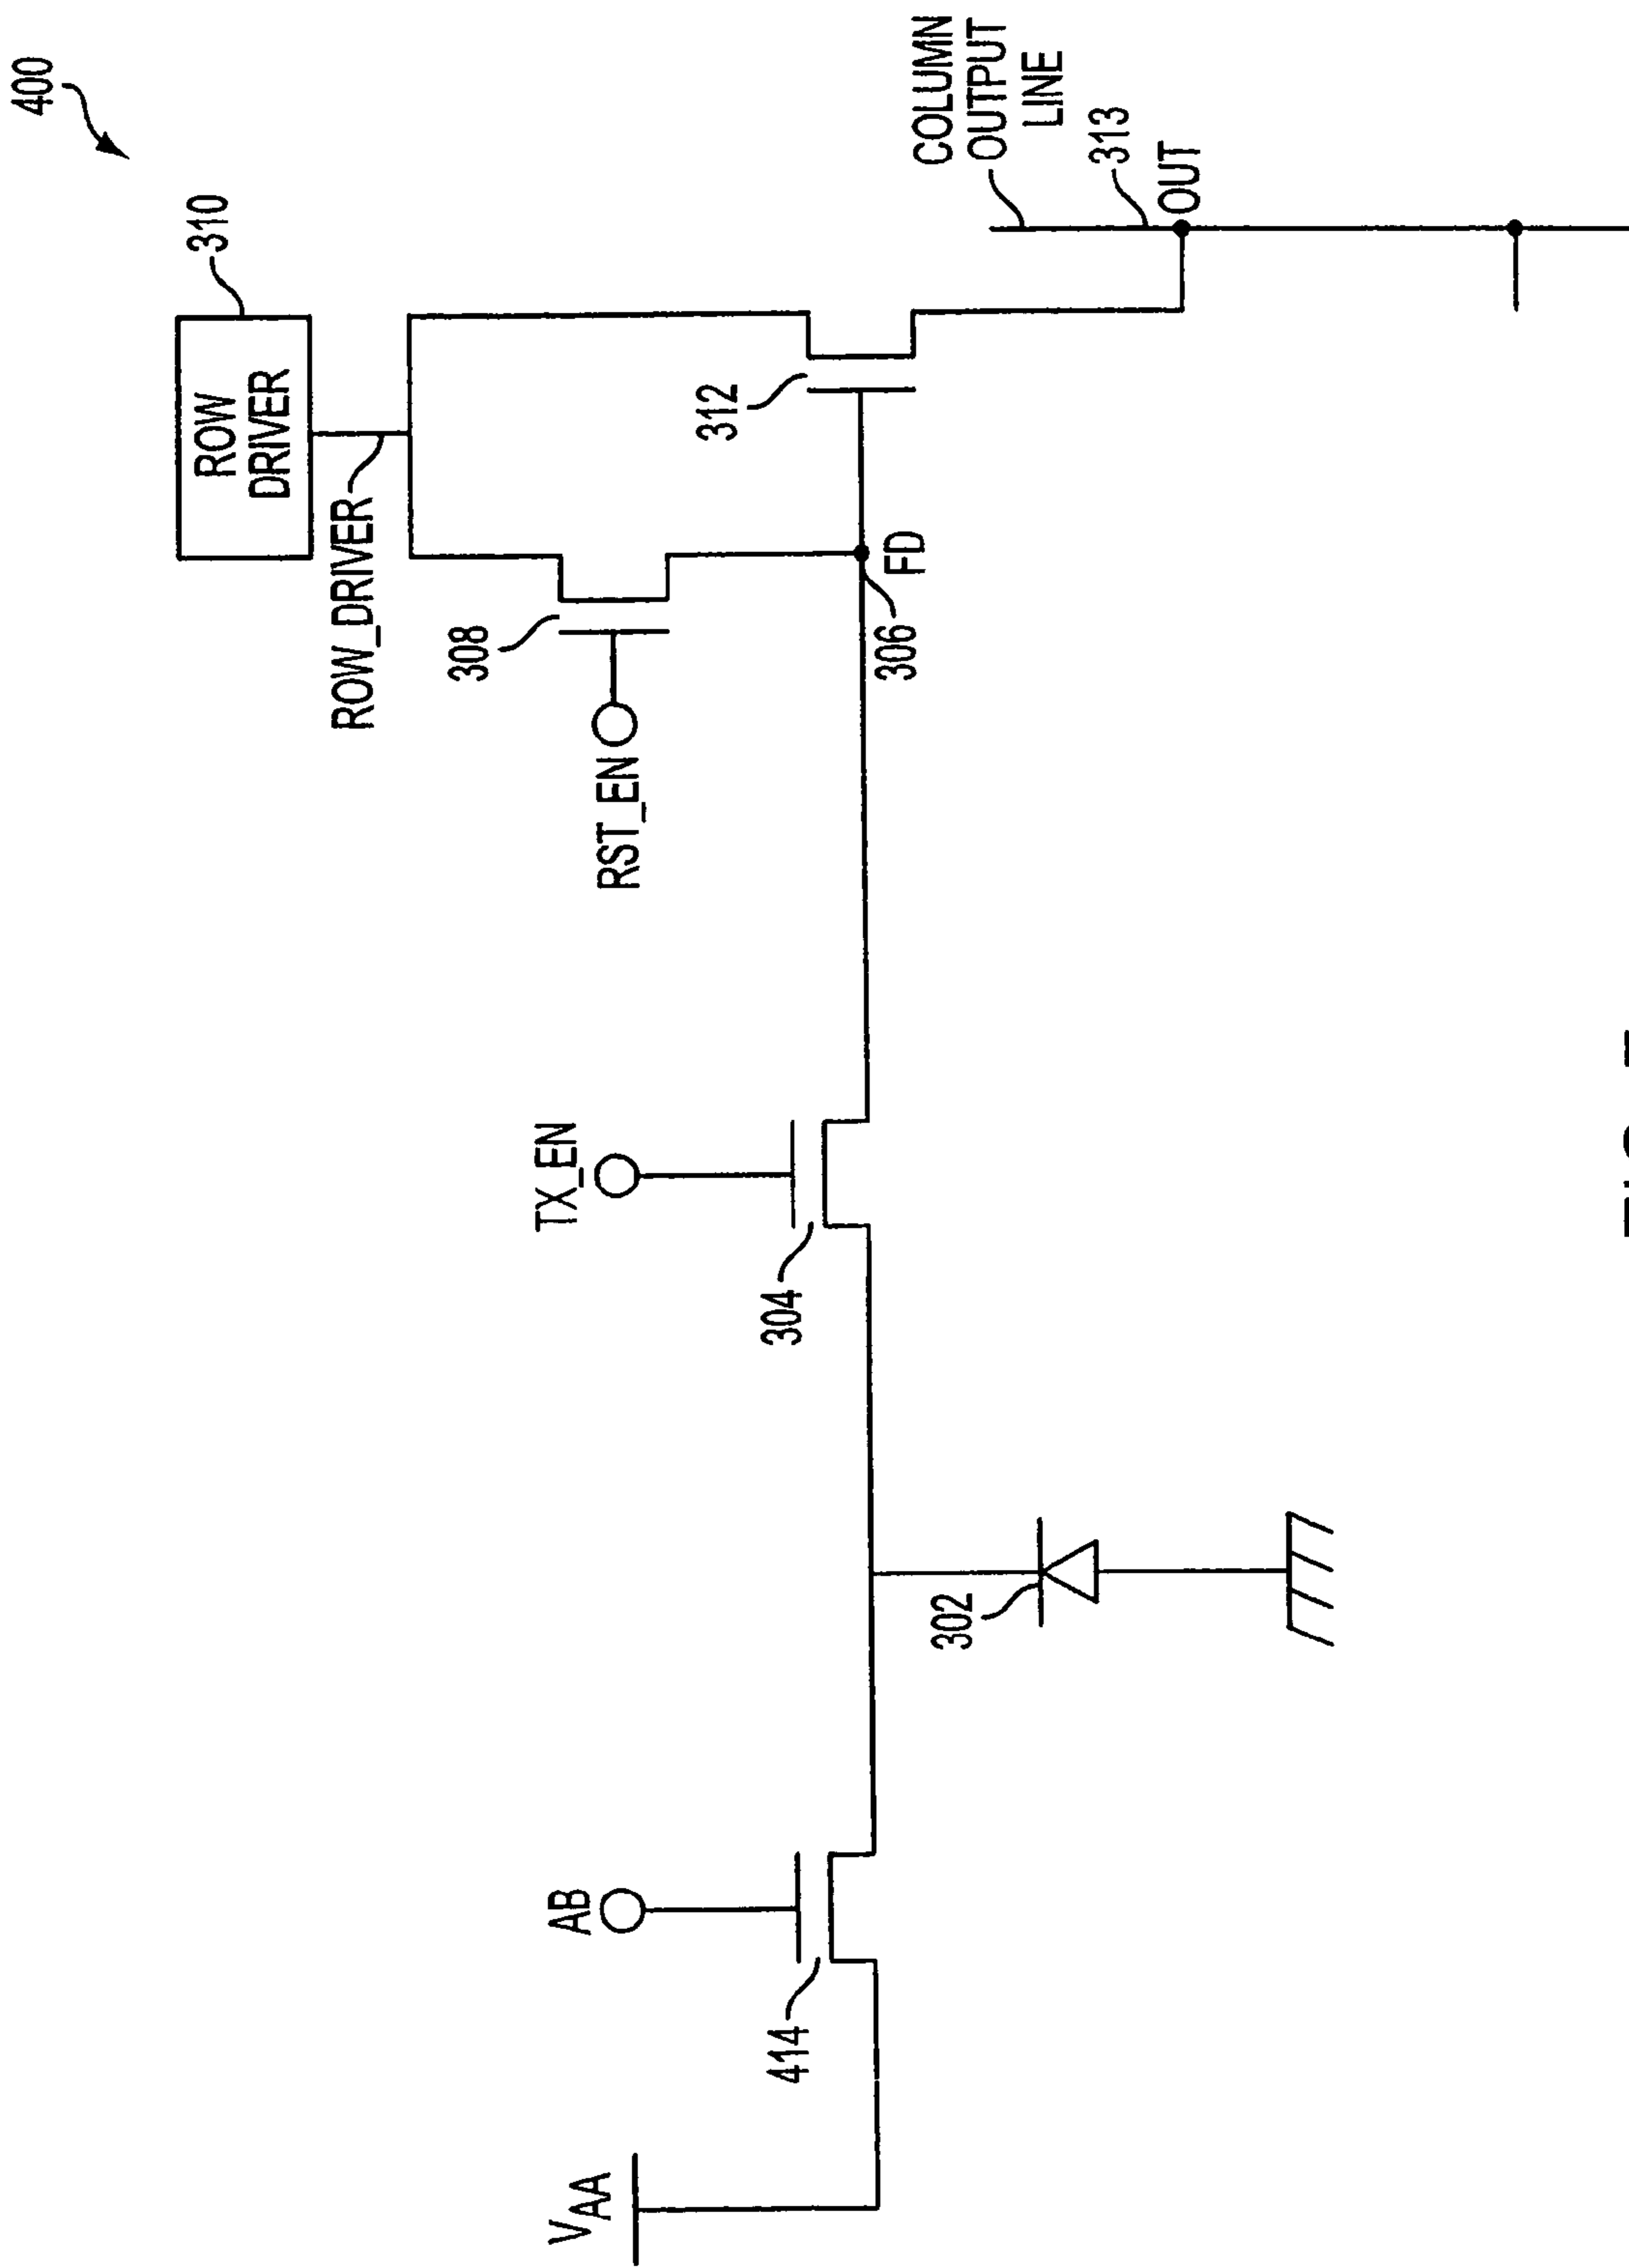 400
310
ROW
DRIVER
ROW_DRIVER
308
RST_EN
312
FD
306
COLUMN
OUTPUT
LINE
313
OUT
TX_EN
304
302
AB
414
VAA